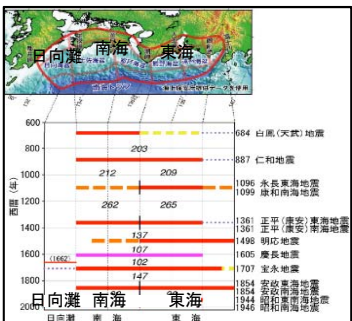 日向灘 南海 東海
600
684 白鳳(天武)地震
800
203
887 仁和地震
1000
212 209
1096 永長東海地震
1099 康和南海地震
1200
262 265
1361 正平(康安)東海地震
1361 正平(康安)南海地震
1400
137
1498 明応地震
1600
107
1605 慶長地震
(1662)
102
1707 宝永地震
1800
147
1854 安政東海地震
1854 安政南海地震
日向灘 南海 東海
1944 昭和東南海地震
2000
1946 昭和南海地震
日向灘 南 海 東 海
西暦(年)